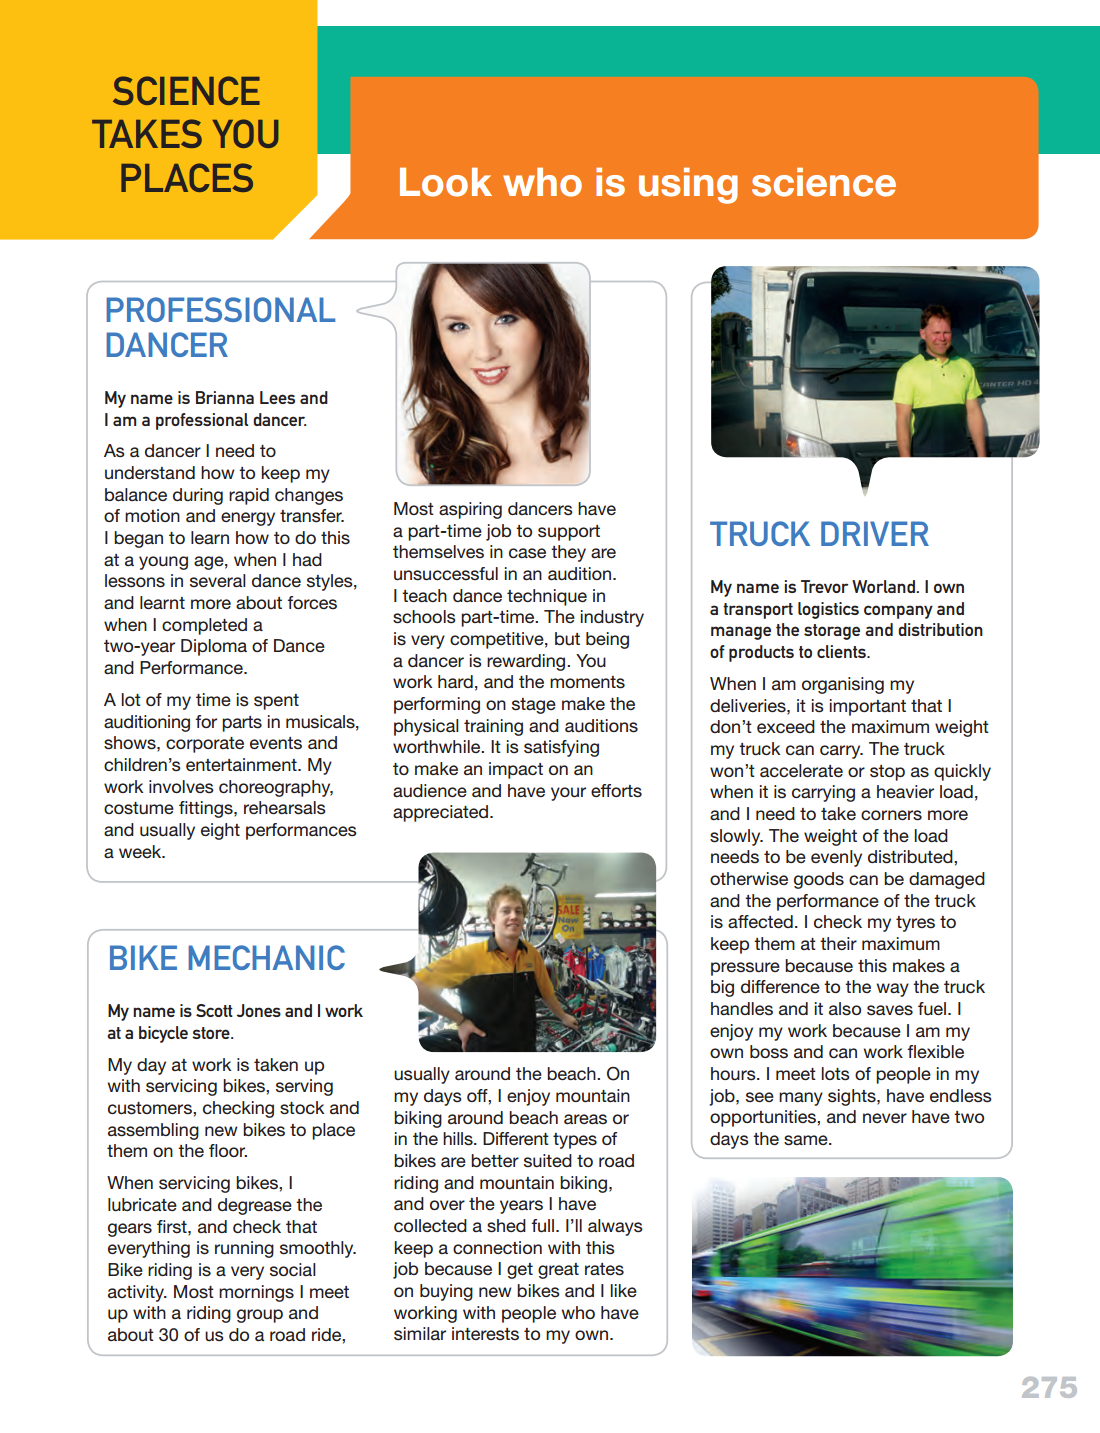 SCIENCE
TAKES YOU
PLACES
Look who is using science
PROFESSIONAL
DANCER
My name is Brianna Lees and
I am a professional dancer.
As a dancer I need to
understand how to keep my
balance during rapid changes
of motion and energy transfer.
I began to learn how to do this
at a young age, when I had
lessons in several dance styles,
and learnt more about forces
when I completed a
two-year Diploma of Dance
and Performance.
A lot of my time is spent
auditioning for parts in musicals,
shows, corporate events and
children’s entertainment. My
work involves choreography,
costume fittings, rehearsals
and usually eight performances
a week.
Most aspiring dancers have
a part-time job to support
themselves in case they are
unsuccessful in an audition.
I teach dance technique in
schools part-time. The industry
is very competitive, but being
a dancer is rewarding. You
work hard, and the moments
performing on stage make the
physical training and auditions
worthwhile. It is satisfying
to make an impact on an
audience and have your efforts
appreciated.
BIKE MECHANIC
My name is Scott Jones and I work
at a bicycle store.
My day at work is taken up
with servicing bikes, serving
customers, checking stock and
assembling new bikes to place
them on the floor.
When servicing bikes, I
lubricate and degrease the
gears first, and check that
everything is running smoothly.
Bike riding is a very social
activity. Most mornings I meet
up with a riding group and
about 30 of us do a road ride,
SALE
Now
On
usually around the beach. On
my days off, I enjoy mountain
biking around beach areas or
in the hills. Different types of
bikes are better suited to road
riding and mountain biking,
and over the years I have
collected a shed full. I’ll always
keep a connection with this
job because I get great rates
on buying new bikes and I like
working with people who have
similar interests to my own.
CANTER HD
TRUCK DRIVER
My name is Trevor Worland. I own
a transport logistics company and
manage the storage and distribution
of products to clients.
When I am organising my
deliveries, it is important that I
don’t exceed the maximum weight
my truck can carry. The truck
won’t accelerate or stop as quickly
when it is carrying a heavier load,
and I need to take corners more
slowly. The weight of the load
needs to be evenly distributed,
otherwise goods can be damaged
and the performance of the truck
is affected. I check my tyres to
keep them at their maximum
pressure because this makes a
big difference to the way the truck
handles and it also saves fuel. I
enjoy my work because I am my
own boss and can work flexible
hours. I meet lots of people in my
job, see many sights, have endless
opportunities, and never have two
days the same.
275